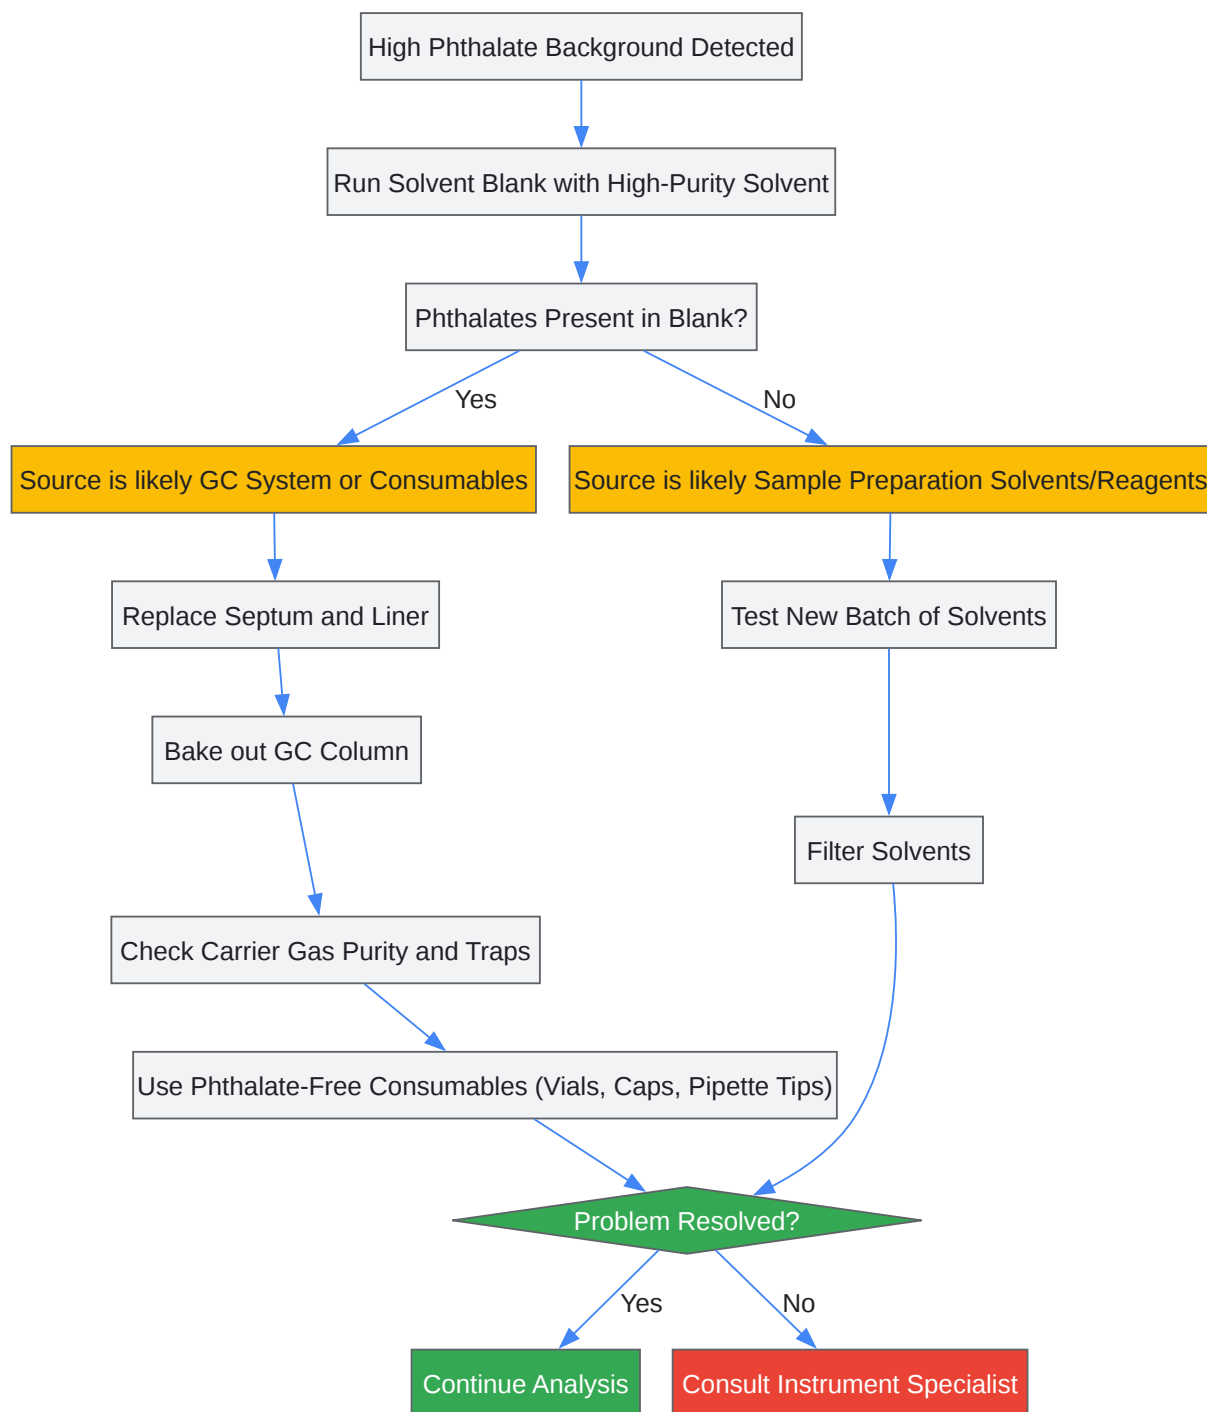 High Phthalate Background Detected
Run Solvent Blank with High-Purity Solvent
Phthalates Present in Blank?
Yes
No
Source is likely GC System or Consumables
Source is likely Sample Preparation Solvents/Reagents
Replace Septum and Liner
Test New Batch of Solvents
Bake out GC Column
Filter Solvents
Check Carrier Gas Purity and Traps
Use Phthalate-Free Consumables (Vials, Caps, Pipette Tips)
Problem Resolved?
Yes
No
Continue Analysis
Consult Instrument Specialist